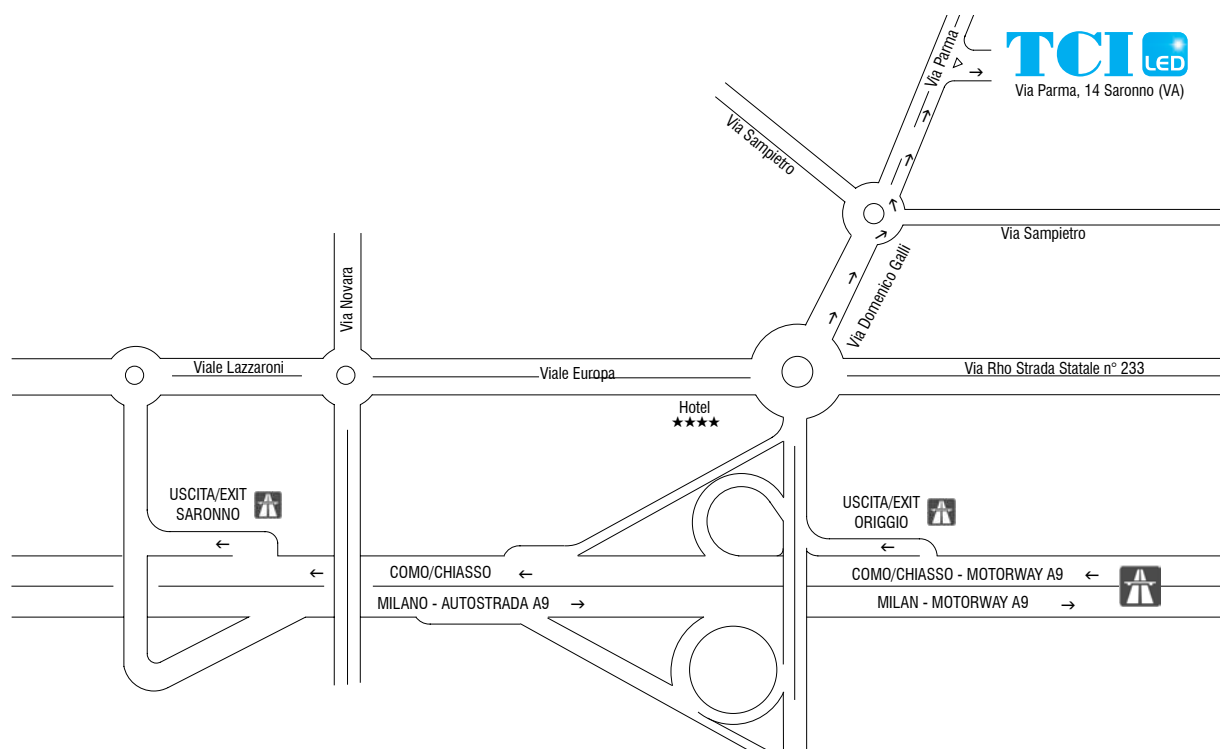 TCI
LED
Via Parma, 14 Saronno (VA)
Via Parma
Via Sampietro
Via Sampietro
Via Domenico Galli
Via Novara
Viale Lazzaroni
Viale Europa
Via Rho Strada Statale n° 233
Hotel
★★★★
USCITA/EXIT
SARONNO
USCITA/EXIT
ORIGGIO
COMO/CHIASSO ←
COMO/CHIASSO - MOTORWAY A9 ←
MILANO - AUTOSTRADA A9 →
MILAN - MOTORWAY A9 →